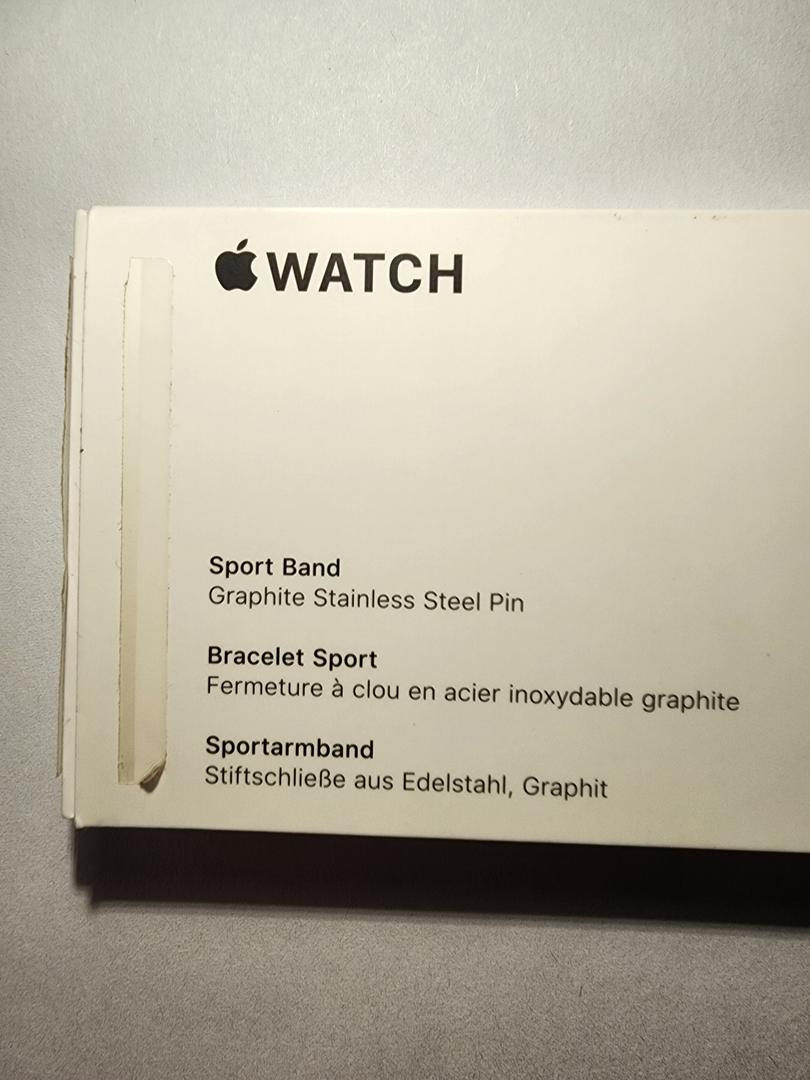 WATCH
Sport Band
Graphite Stainless Steel Pin
Bracelet Sport
Fermeture à clou en acier inoxydable graphite
Sportarmband
Stiftschließe aus Edelstahl, Graphit